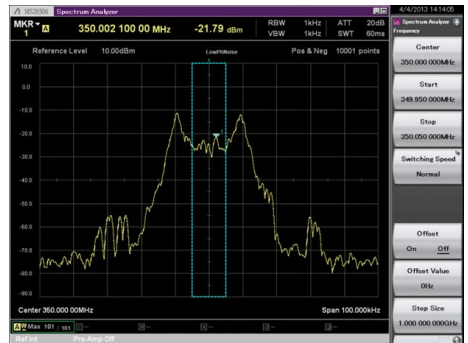 MS2830A Spectrum Analyzer
4/4/2013 14:14:05
MKR 1 350.002 100 00 MHz -21.79 dBm
RBW 1kHz ATT 20dB
VBW 1kHz SWT 60ms
Reference Level 10.00dBm LowPhNoise Pos & Neg 10001 points
10.0
0.0
-10.0
-20.0
-30.0
-40.0
-50.0
-60.0
-70.0
-80.0
-90.0
Center 350.000 00MHz Span 100.000kHz
Max 101 / 101
Ref.Int Pre-Amp Off
Spectrum Analyzer
Frequency
Center
350.000 000MHz
Start
349.950 000MHz
Stop
350.050 000MHz
Switching Speed
Normal
Offset
On Off
Offset Value
0Hz
Step Size
1.000 000 000GHz